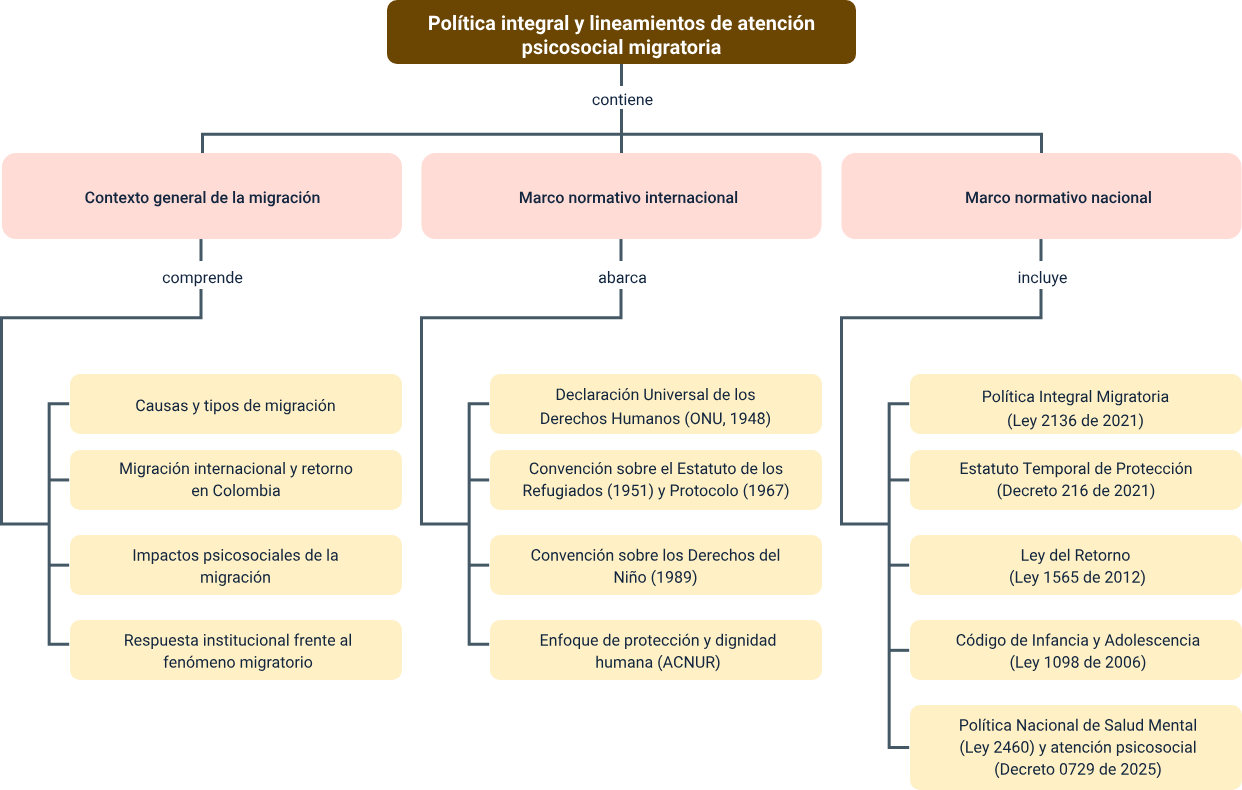 Política integral y lineamientos de atención
psicosocial migratoria
contiene
Contexto general de la migración
Marco normativo internacional
Marco normativo nacional
comprende
abarca
incluye
Causas y tipos de migración
Migración internacional y retorno
en Colombia
Impactos psicosociales de la
migración
Respuesta institucional frente al
fenómeno migratorio
Declaración Universal de los
Derechos Humanos (ONU, 1948)
Convención sobre el Estatuto de los
Refugiados (1951) y Protocolo (1967)
Convención sobre los Derechos del
Niño (1989)
Enfoque de protección y dignidad
humana (ACNUR)
Política Integral Migratoria
(Ley 2136 de 2021)
Estatuto Temporal de Protección
(Decreto 216 de 2021)
Ley del Retorno
(Ley 1565 de 2012)
Código de Infancia y Adolescencia
(Ley 1098 de 2006)
Política Nacional de Salud Mental
(Ley 2460) y atención psicosocial
(Decreto 0729 de 2025)